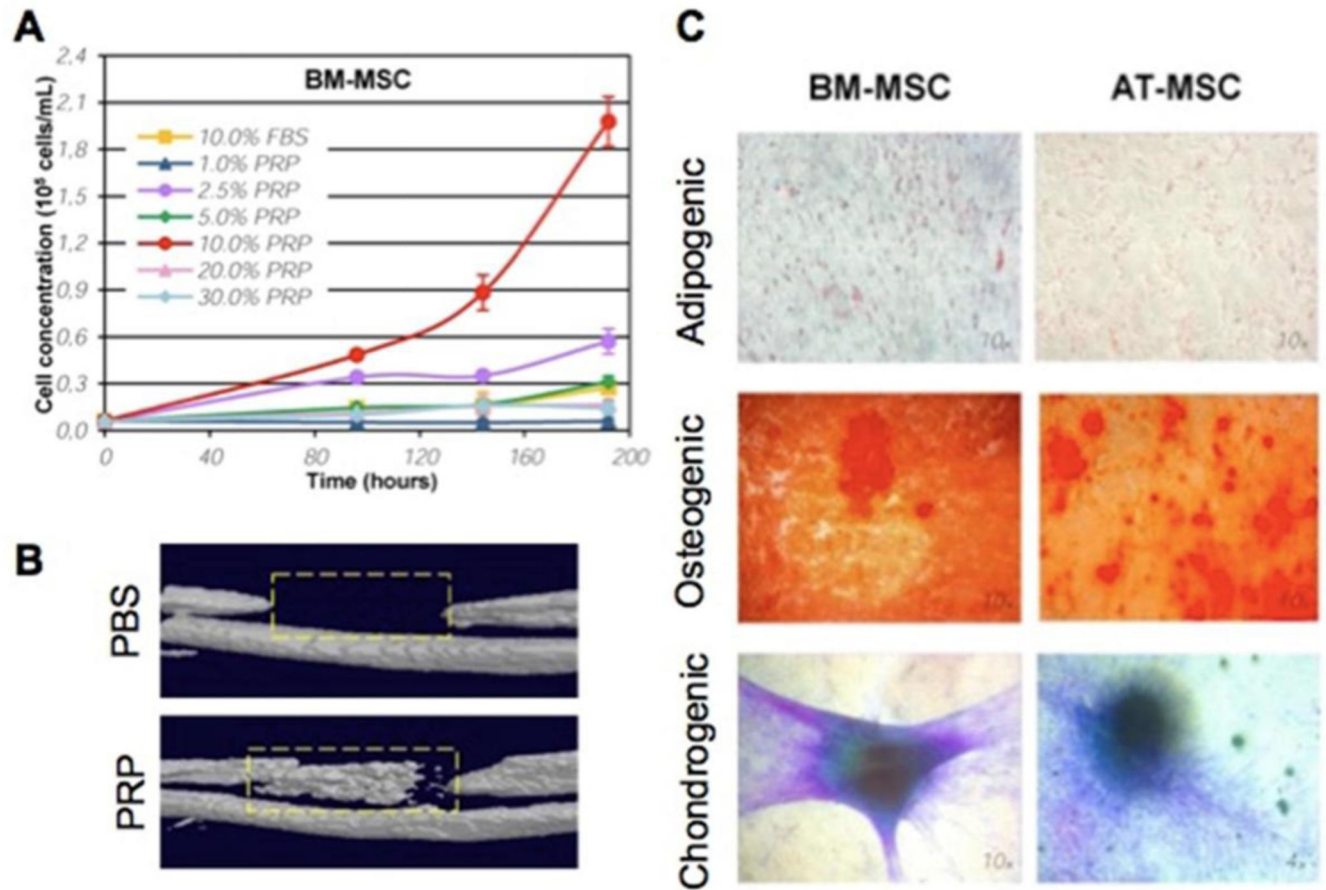 A
BM-MSC
Cell concentration (10⁵ cells/mL)
2.4
2.1
1.8
1.5
1.2
0.9
0.6
0.3
0.0
10.0% FBS
1.0% PRP
2.5% PRP
5.0% PRP
10.0% PRP
20.0% PRP
30.0% PRP
0 40 80 120 160 200
Time (hours)
B
PBS
PRP
C
BM-MSC AT-MSC
Adipogenic
10x 10x
Osteogenic
10x 10x
Chondrogenic
10x 4x